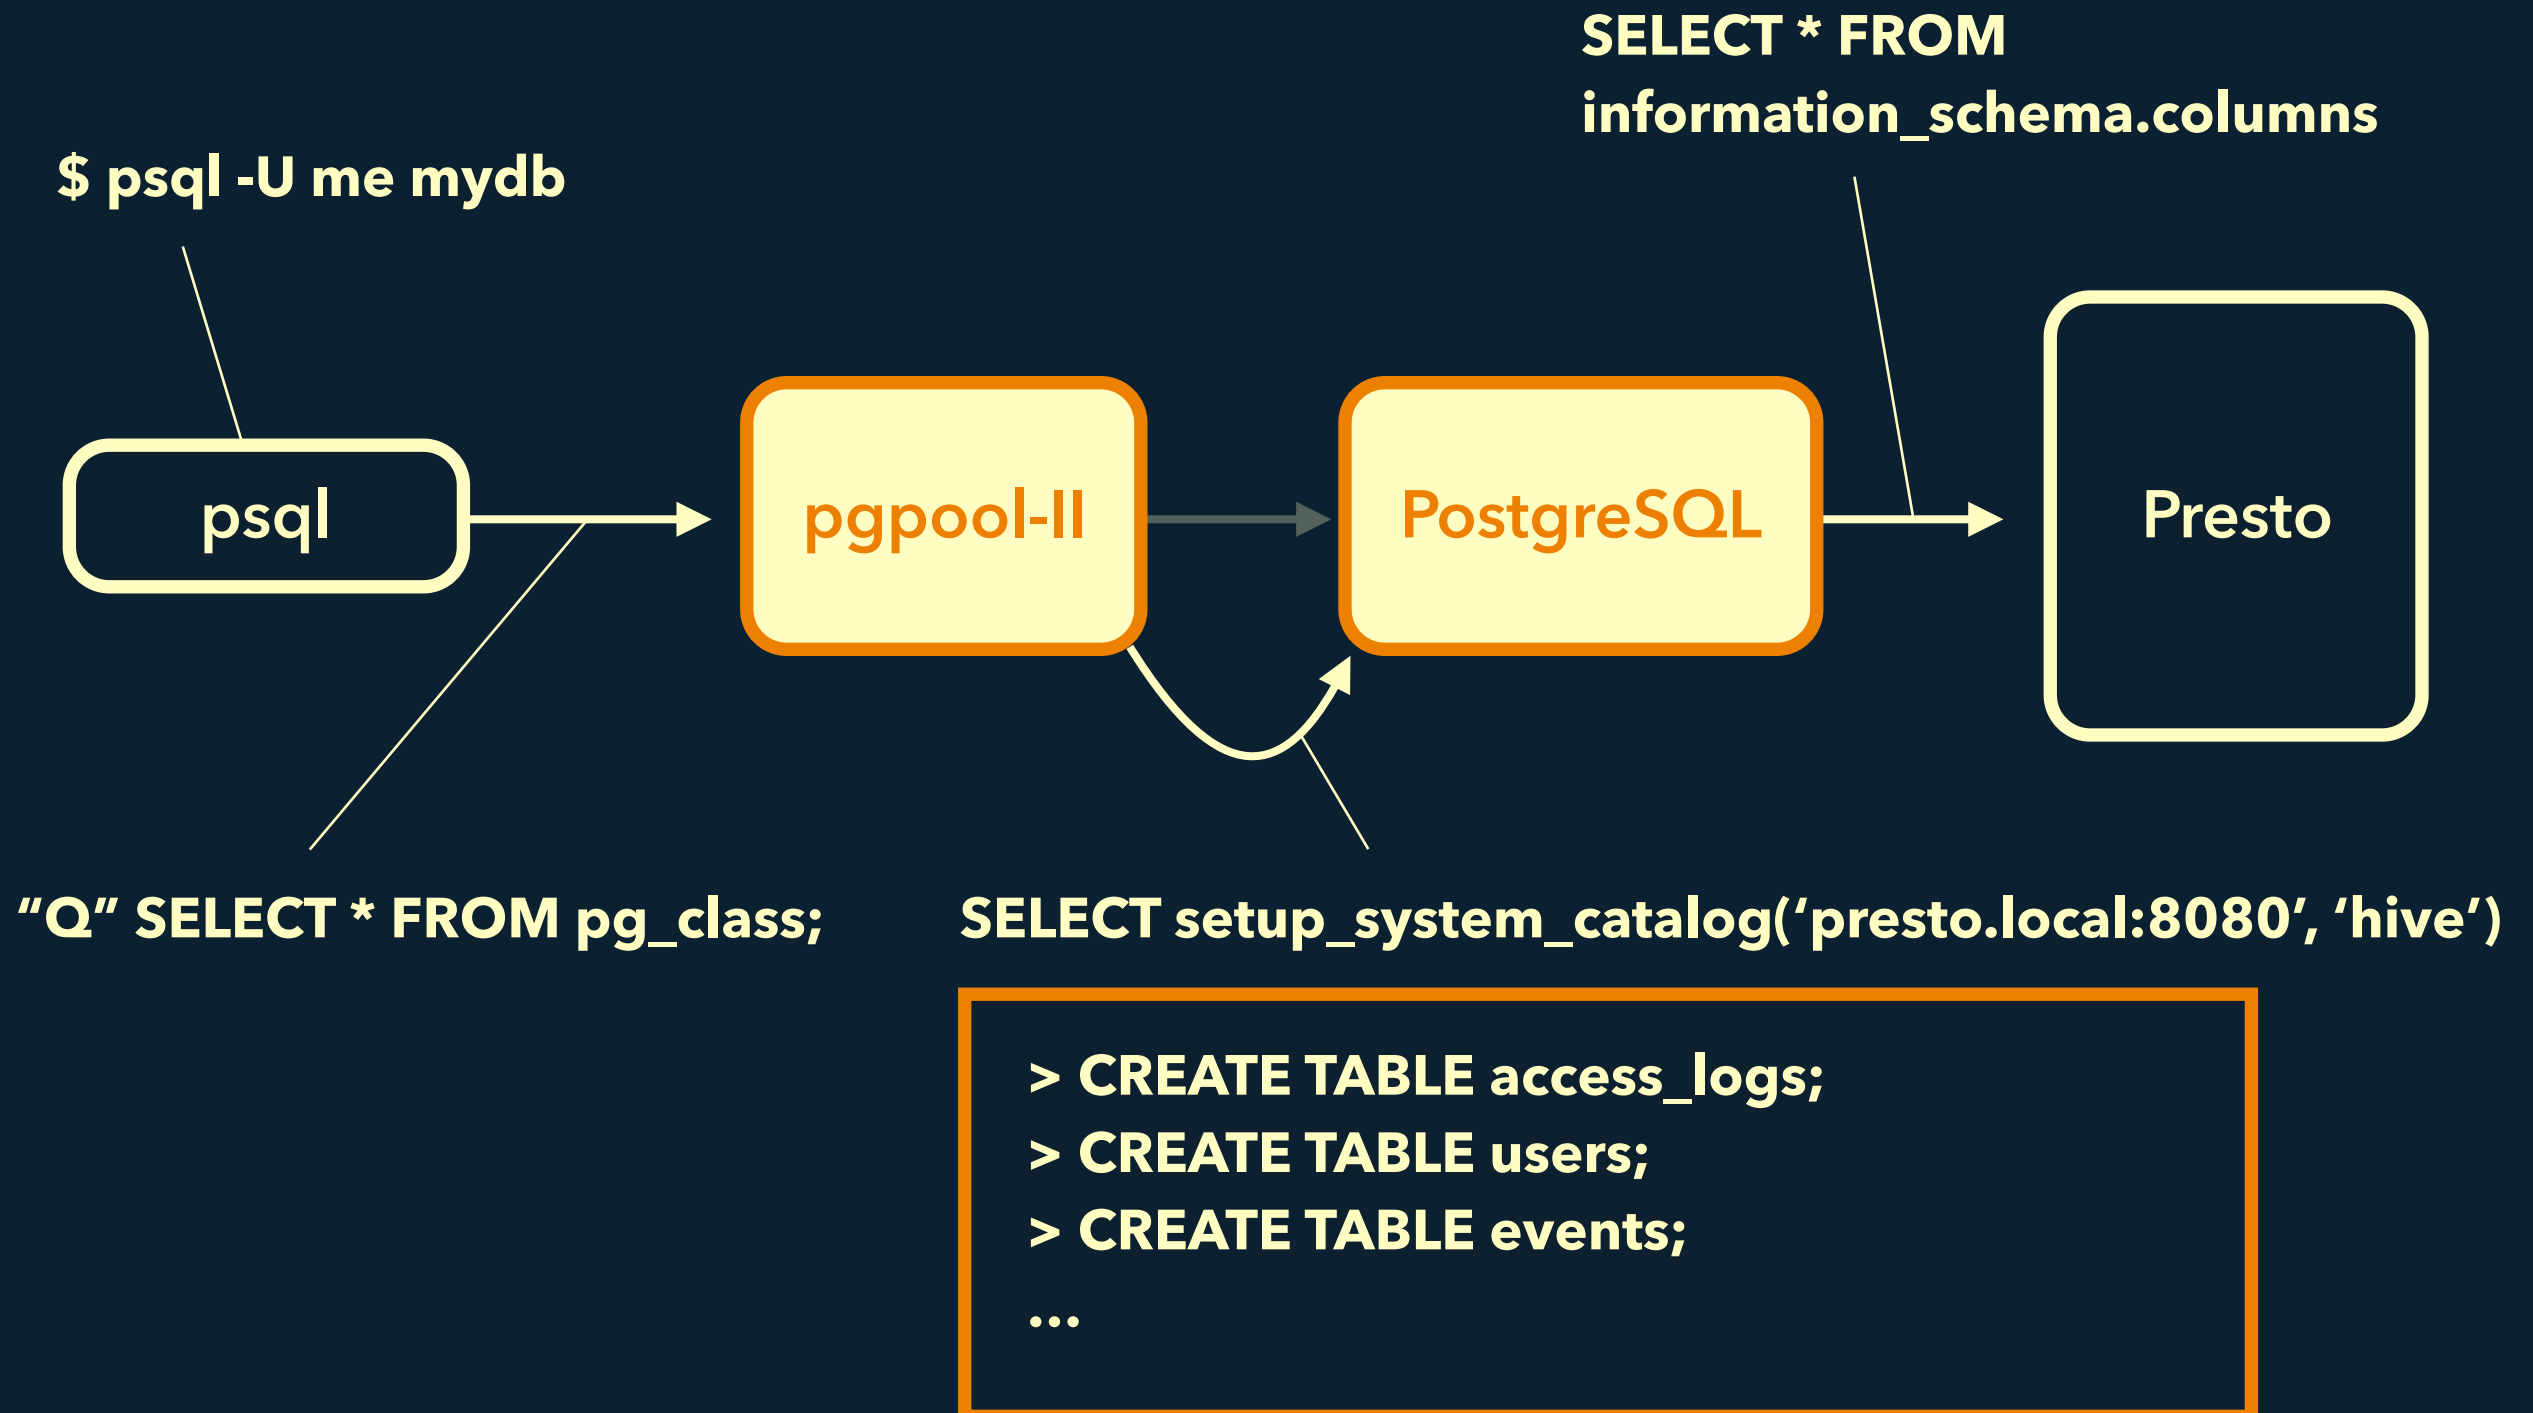 SELECT * FROM
information_schema.columns
$ psql -U me mydb
psql
pgpool-II
PostgreSQL
Presto
“Q” SELECT * FROM pg_class;
SELECT setup_system_catalog(‘presto.local:8080’, ‘hive’)
> CREATE TABLE access_logs;
> CREATE TABLE users;
> CREATE TABLE events;
...